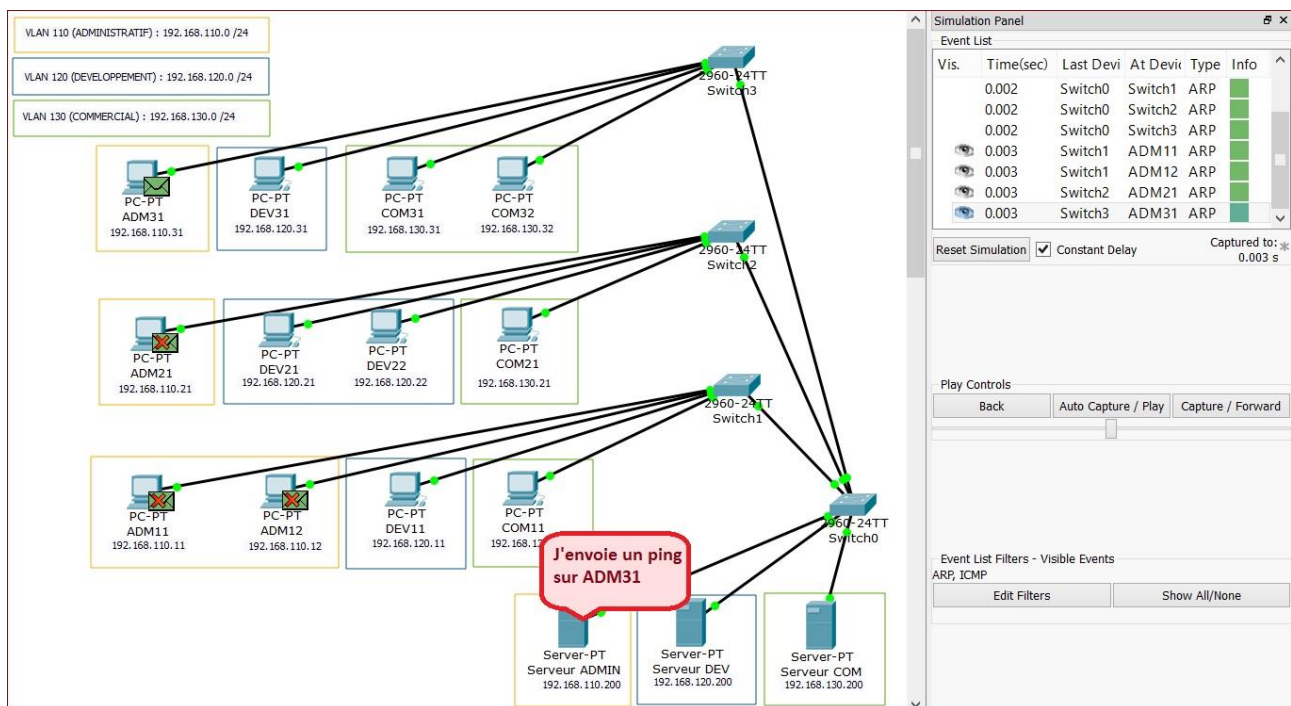 VLAN 110 (ADMINISTRATIF) : 192.168.110.0 /24
VLAN 120 (DEVELOPPEMENT) : 192.168.120.0 /24
VLAN 130 (COMMERCIAL) : 192.168.130.0 /24
2960-24TT
Switch3
PC-PT
ADM31
192.168.110.31
PC-PT
DEV31
192.168.120.31
PC-PT
COM31
192.168.130.31
PC-PT
COM32
192.168.130.32
2960-24TT
Switch2
PC-PT
ADM21
192.168.110.21
PC-PT
DEV21
192.168.120.21
PC-PT
DEV22
192.168.120.22
PC-PT
COM21
192.168.130.21
2960-24TT
Switch1
PC-PT
ADM11
192.168.110.11
PC-PT
ADM12
192.168.110.12
PC-PT
DEV11
192.168.120.11
PC-PT
COM11
2960-24TT
Switch0
J'envoie un ping
sur ADM31
Server-PT
Serveur ADMIN
192.168.110.200
Server-PT
Serveur DEV
192.168.120.200
Server-PT
Serveur COM
192.168.130.200
Simulation Panel
Event List
Vis. Time(sec) Last Devi At Devic Type Info
0.002 Switch0 Switch1 ARP
0.002 Switch0 Switch2 ARP
0.002 Switch0 Switch3 ARP
0.003 Switch1 ADM11 ARP
0.003 Switch1 ADM12 ARP
0.003 Switch2 ADM21 ARP
0.003 Switch3 ADM31 ARP
Reset Simulation Constant Delay Captured to: *
0.003 s
Play Controls
Back Auto Capture / Play Capture / Forward
Event List Filters - Visible Events
ARP, ICMP
Edit Filters Show All/None